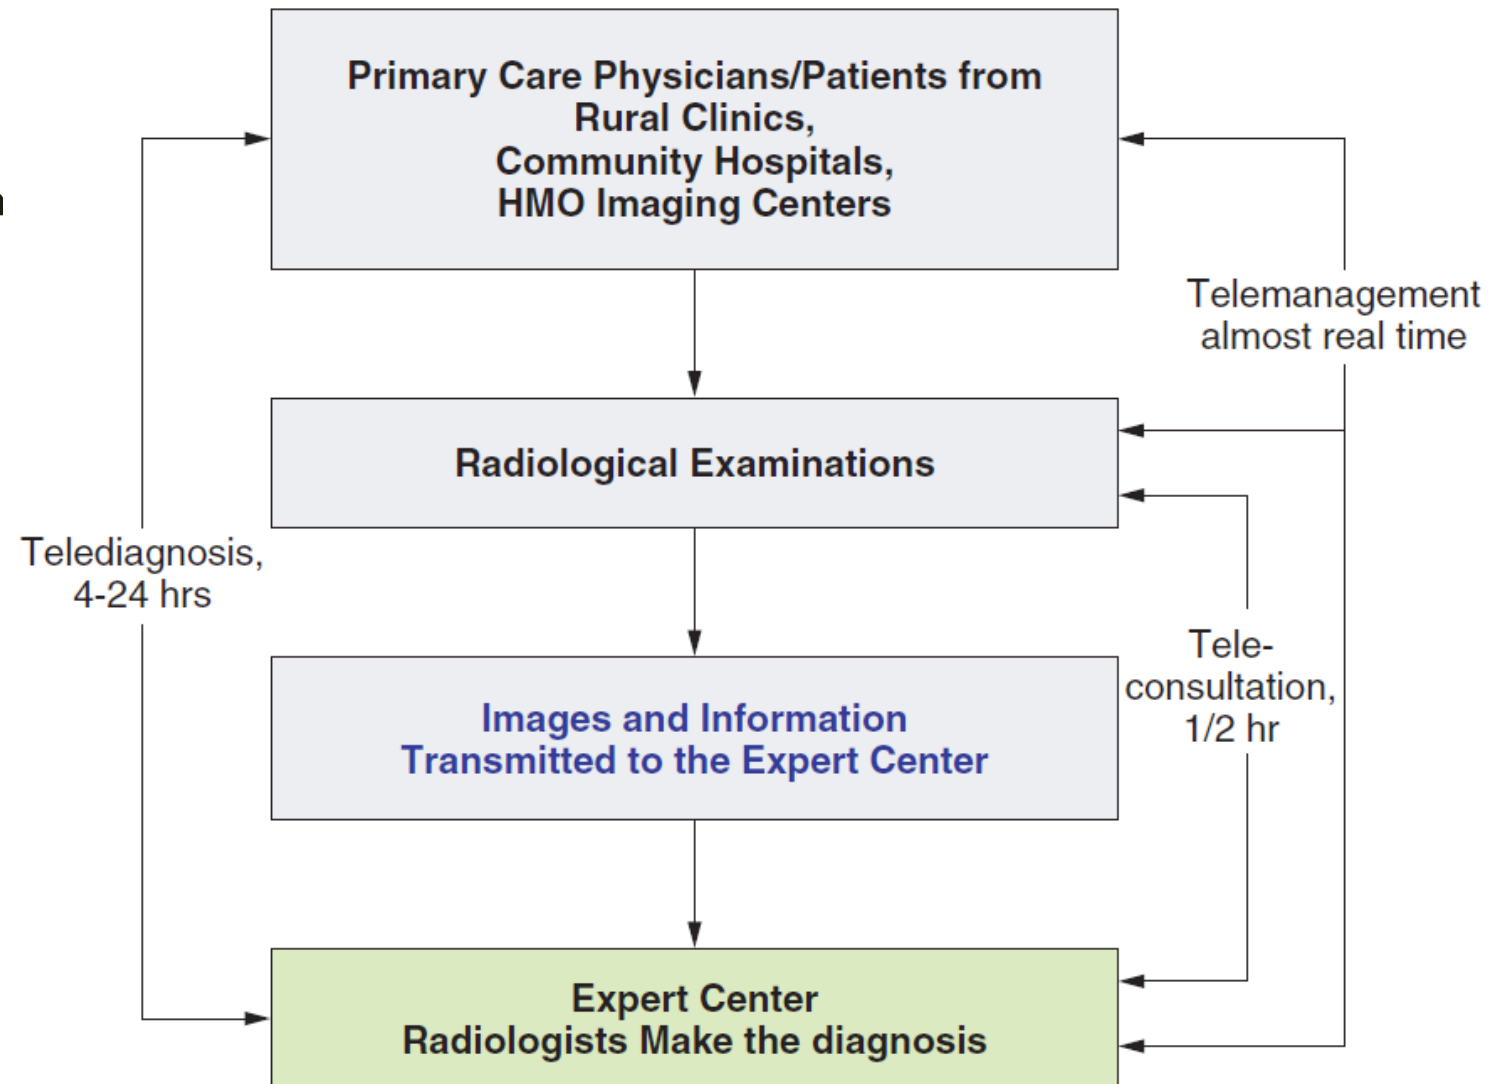 Primary Care Physicians/Patients from
Rural Clinics,
Community Hospitals,
HMO Imaging Centers
Telemanagement
almost real time
Radiological Examinations
Telediagnosis,
4-24 hrs
Tele-
consultation,
1/2 hr
Images and Information
Transmitted to the Expert Center
Expert Center
Radiologists Make the diagnosis